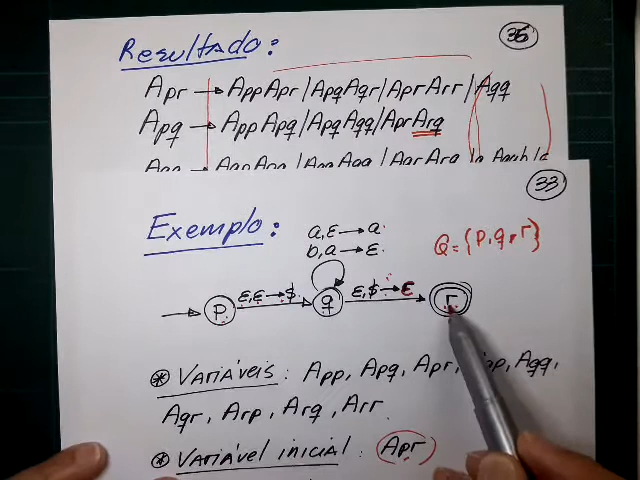 Resultado:
36
Apr → AppApr | ApqAqr | AprArr | Aqq
Apq → AppApq | ApqAqq | AprArq
33
Exemplo:
a, ε → a
b, a → ε
Q = {p, q, r}
ε, ε → $
ε, $ → ε
p
q
r
⊛ Variáveis: App, Apq, Apr, Aqq,
Aqr, Arp, Arq, Arr.
⊛ Variável inicial: Apr